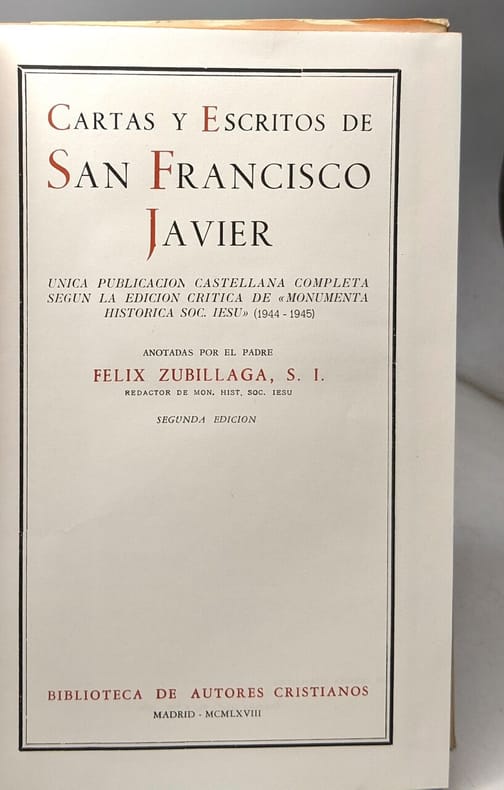 CARTAS Y ESCRITOS DE
SAN FRANCISCO
JAVIER
UNICA PUBLICACION CASTELLANA COMPLETA
SEGUN LA EDICION CRITICA DE «MONUMENTA
HISTORICA SOC. IESU» (1944 - 1945)
ANOTADAS POR EL PADRE
FELIX ZUBILLAGA, S. I.
REDACTOR DE MON. HIST. SOC. IESU
SEGUNDA EDICION
BIBLIOTECA DE AUTORES CRISTIANOS
MADRID - MCMLXVIII